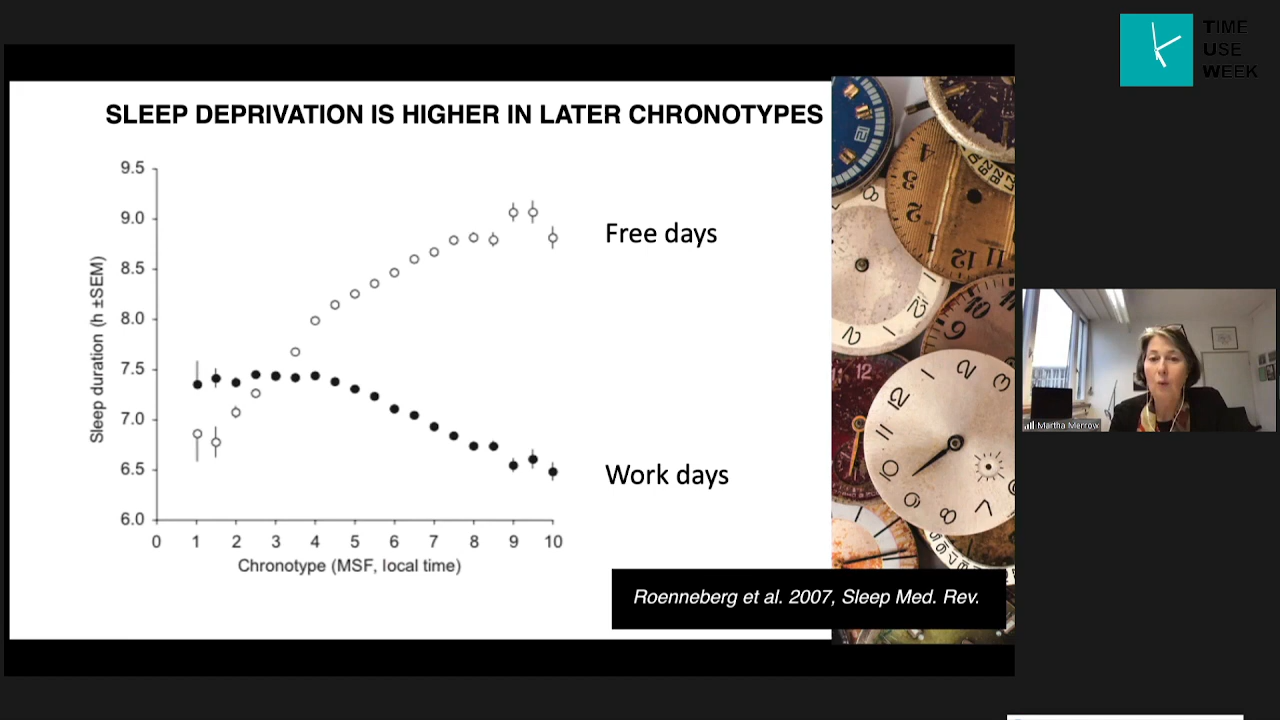 TIME
USE
WEEK
SLEEP DEPRIVATION IS HIGHER IN LATER CHRONOTYPES
9.5
9.0
8.5
8.0
7.5
7.0
6.5
6.0
Sleep duration (h ±SEM)
0 1 2 3 4 5 6 7 8 9 10
Chronotype (MSF, local time)
Free days
Work days
Roenneberg et al. 2007, Sleep Med. Rev.
Martha Merrow